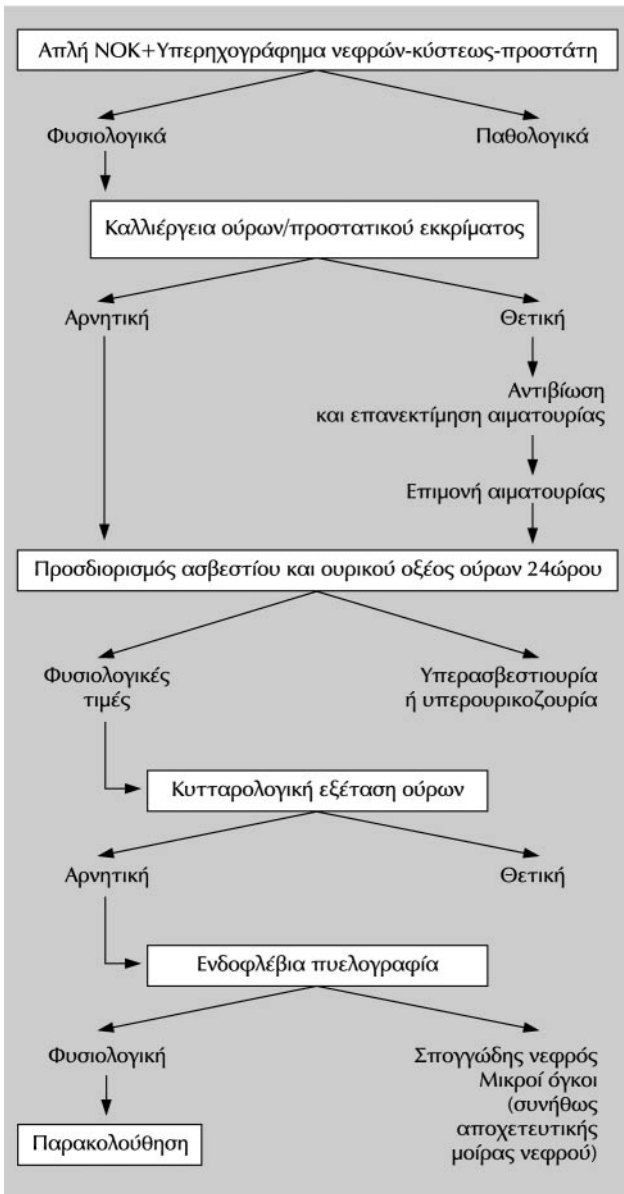 Απλή ΝΟΚ+Υπερηχογράφημα νεφρών-κύστεως-προστάτη
Φυσιολογικά
Παθολογικά
Καλλιέργεια ούρων/προστατικού εκκρίματος
Αρνητική
Θετική
Αντιβίωση
και επανεκτίμηση αιματουρίας
Επιμονή αιματουρίας
Προσδιορισμός ασβεστίου και ουρικού οξέος ούρων 24ώρου
Φυσιολογικές
τιμές
Υπερασβεστιουρία
ή υπερουρικοζουρία
Κυτταρολογική εξέταση ούρων
Αρνητική
Θετική
Ενδοφλέβια πυελογραφία
Φυσιολογική
Σπογγώδης νεφρός
Μικροί όγκοι
(συνήθως
αποχετευτικής
μοίρας νεφρού)
Παρακολούθηση